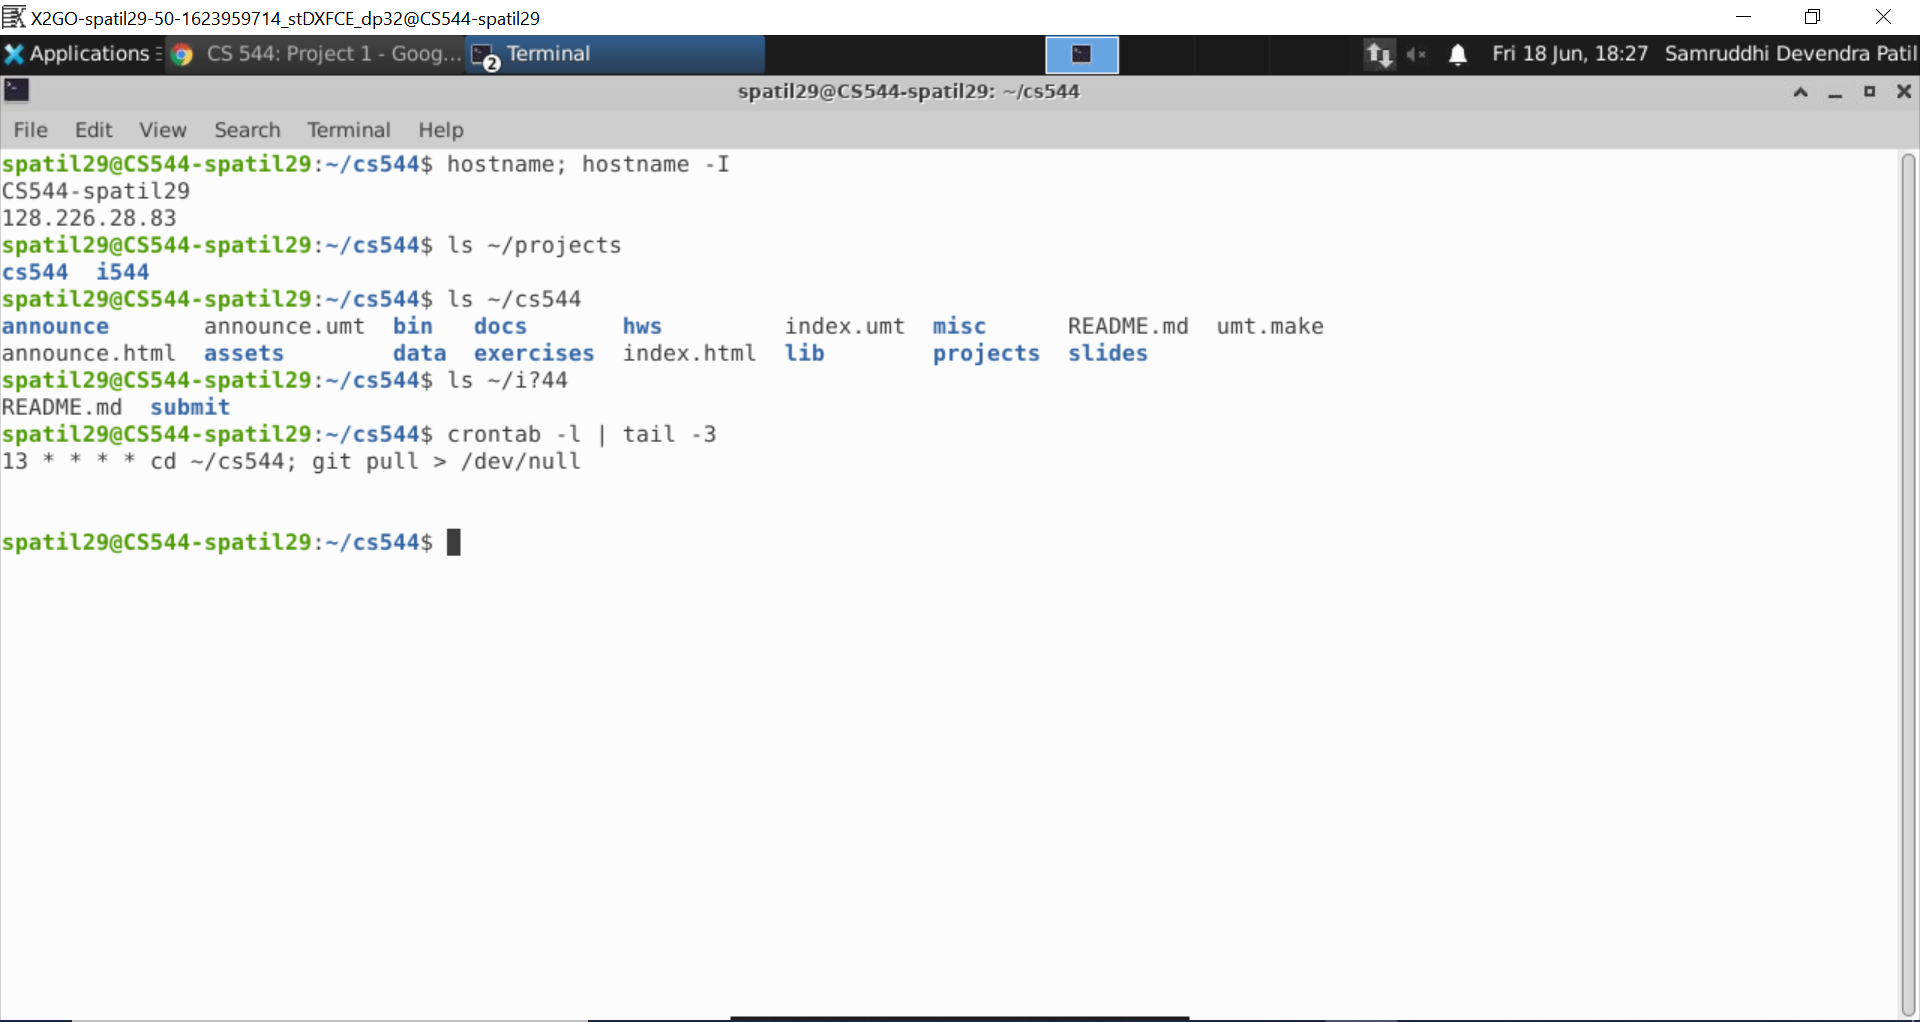 X2GO-spatil29-50-1623959714_stDXFCE_dp32@CS544-spatil29
Applications CS 544: Project 1 - Goog... 2 Terminal Fri 18 Jun, 18:27 Samruddhi Devendra Patil
spatil29@CS544-spatil29: ~/cs544
File Edit View Search Terminal Help
spatil29@CS544-spatil29:~/cs544$ hostname; hostname -I
CS544-spatil29
128.226.28.83
spatil29@CS544-spatil29:~/cs544$ ls ~/projects
cs544 i544
spatil29@CS544-spatil29:~/cs544$ ls ~/cs544
announce announce.umt bin docs hws index.umt misc README.md umt.make
announce.html assets data exercises index.html lib projects slides
spatil29@CS544-spatil29:~/cs544$ ls ~/i?44
README.md submit
spatil29@CS544-spatil29:~/cs544$ crontab -l | tail -3
13 * * * * cd ~/cs544; git pull > /dev/null
spatil29@CS544-spatil29:~/cs544$